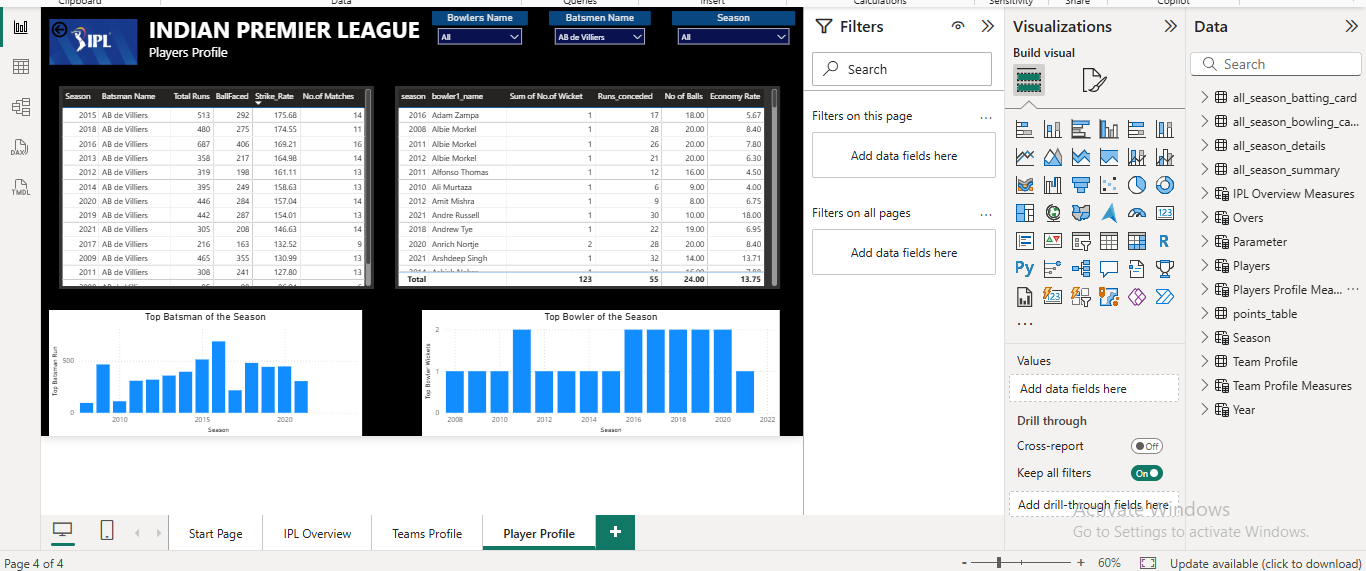 Clipboard Data Queries Insert Calculations Sensitivity Share Copilot
IPL
INDIAN PREMIER LEAGUE
Players Profile
Bowlers Name
All
Batsmen Name
AB de Villiers
Season
All
Season Batsman Name Total Runs BallFaced Strike_Rate No.of Matches
2015 AB de Villiers 513 292 175.68 14
2018 AB de Villiers 480 275 174.55 11
2016 AB de Villiers 687 406 169.21 16
2013 AB de Villiers 358 217 164.98 14
2012 AB de Villiers 319 198 161.11 13
2014 AB de Villiers 395 249 158.63 13
2020 AB de Villiers 446 284 157.04 14
2019 AB de Villiers 442 287 154.01 13
2021 AB de Villiers 305 208 146.63 14
2017 AB de Villiers 216 163 132.52 9
2009 AB de Villiers 465 355 130.99 13
2011 AB de Villiers 308 241 127.80 13
season bowler1_name Sum of No.of Wicket Runs_conceded No of Balls Economy Rate
2016 Adam Zampa 1 17 18.00 5.67
2008 Albie Morkel 1 28 20.00 8.40
2011 Albie Morkel 1 26 20.00 7.80
2012 Albie Morkel 1 21 20.00 6.30
2011 Alfonso Thomas 1 12 16.00 4.50
2010 Ali Murtaza 1 6 9.00 4.00
2012 Amit Mishra 1 9 8.00 6.75
2021 Andre Russell 1 30 10.00 18.00
2018 Andrew Tye 1 22 19.00 6.95
2020 Anrich Nortje 2 28 20.00 8.40
2021 Arshdeep Singh 1 32 14.00 13.71
Total 123 55 24.00 13.75
Top Batsman of the Season
Top Batsman Run
500
0
2010 2015 2020
Season
Top Bowler of the Season
Top Bowler Wickets
2
1
0
2008 2010 2012 2014 2016 2018 2020 2022
Season
DAX
TMDL
Filters
Search
Filters on this page ...
Add data fields here
Filters on all pages ...
Add data fields here
Visualizations
Build visual
123
R
Py
123
...
Values
Add data fields here
Drill through
Cross-report Off
Keep all filters On
Add drill-through fields here
Data
Search
all_season_batting_card
all_season_bowling_ca...
all_season_details
all_season_summary
IPL Overview Measures
Overs
Parameter
Players
Players Profile Mea... ...
points_table
Season
Team Profile
Team Profile Measures
Year
Activate Windows
Go to Settings to activate Windows.
Start Page IPL Overview Teams Profile Player Profile +
Page 4 of 4
- + 60% Update available (click to download)